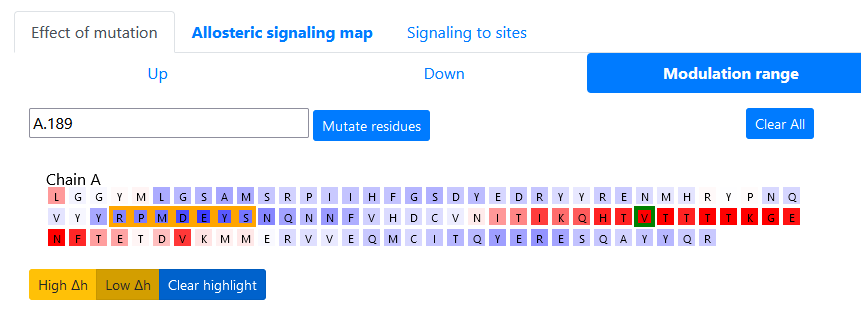 Effect of mutation Allosteric signaling map Signaling to sites
Up Down Modulation range
A.189 Mutate residues Clear All
Chain A
L G G Y M L G S A M S R P I I H F G S D Y E D R Y Y R E N M H R Y P N Q
V Y Y R P M D E Y S N Q N N F V H D C V N I T I K Q H T V T T T T K G E
N F T E T D V K M M E R V V E Q M C I T Q Y E R E S Q A Y Y Q R
High Δh Low Δh Clear highlight